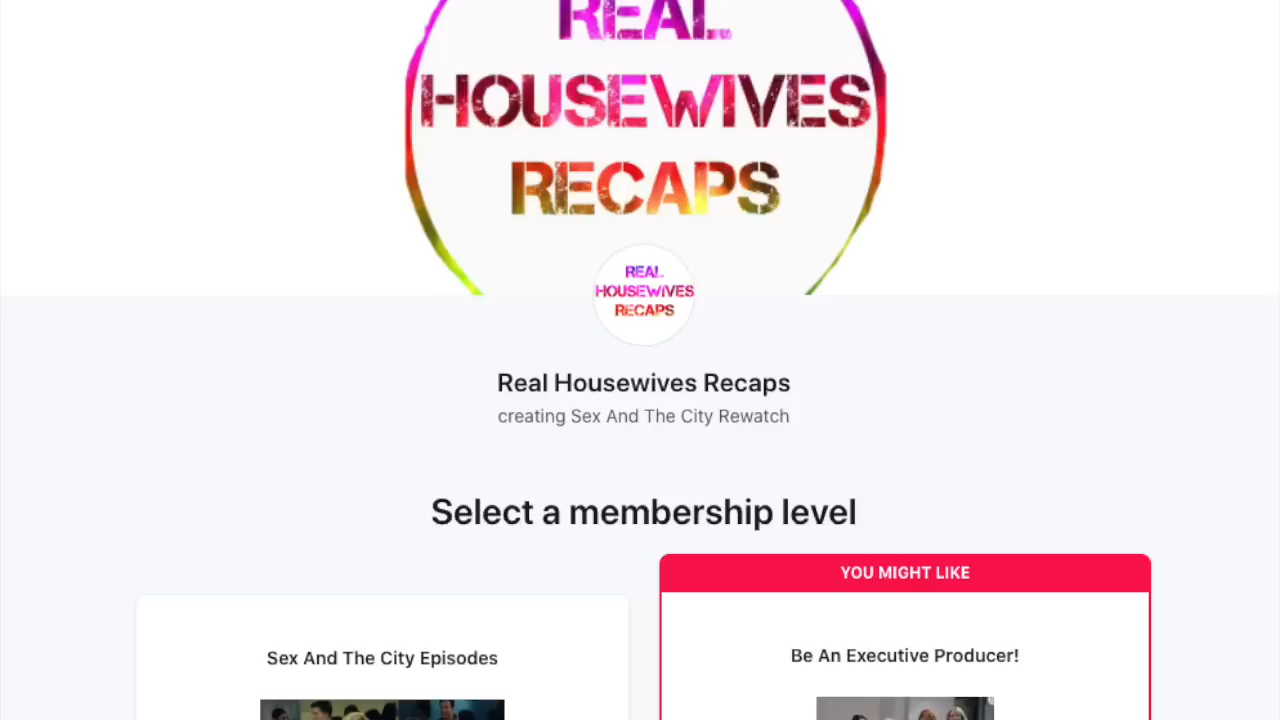 REAL
HOUSEWIVES
RECAPS
REAL
HOUSEWIVES
RECAPS
Real Housewives Recaps
creating Sex And The City Rewatch
Select a membership level
YOU MIGHT LIKE
Sex And The City Episodes
Be An Executive Producer!